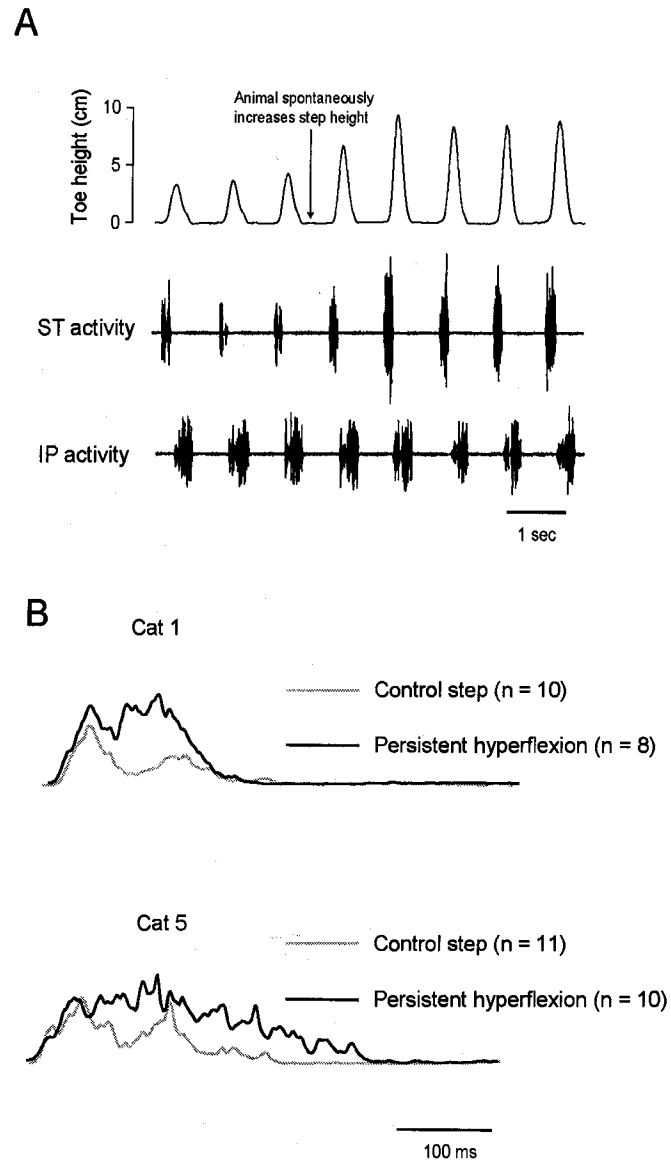 A
Animal spontaneously
increases step height
Toe height (cm)
10
5
0
ST activity
IP activity
1 sec
B
Cat 1
Control step (n = 10)
Persistent hyperflexion (n = 8)
Cat 5
Control step (n = 11)
Persistent hyperflexion (n = 10)
100 ms